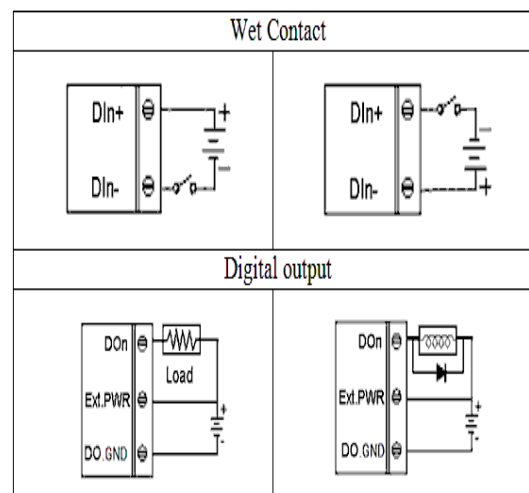 Wet Contact
DIn+
+
−
DIn-
DIn+
−
DIn-
+
Digital output
DOn
Load
Ext.PWR
+
-
DO.GND
DOn
Ext.PWR
+
-
DO.GND